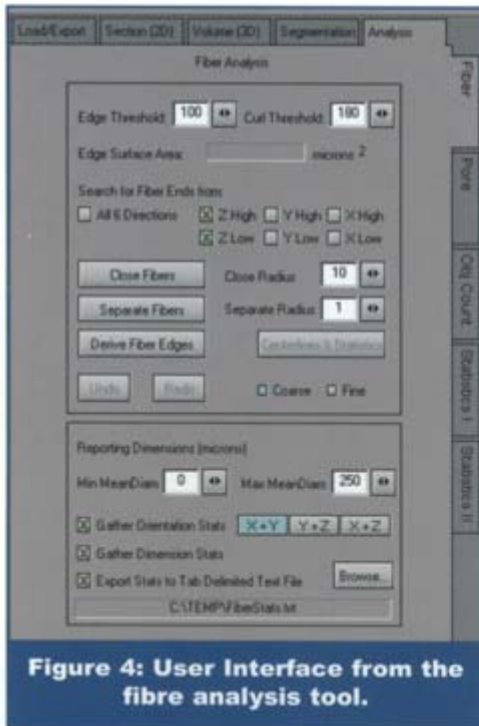 Load/Export Section (2D) Volume (3D) Segmentation Analysis
Fiber Analysis
Edge Threshold: 100 Curl Threshold: 180
Edge Surface Area: microns 2
Search for Fiber Ends from:
All 6 Directions Z High Y High X High
Z Low Y Low X Low
Close Fibers Close Radius 10
Separate Fibers Separate Radius 1
Derive Fiber Edges Centerlines & Statistics
Undo Redo Coarse Fine
Reporting Dimensions (microns)
Min MeanDiam 0 Max MeanDiam 250
Gather Orientation Stats X+Y Y+Z X+Z
Gather Dimension Stats
Export Stats to Tab Delimited Text File Browse...
C:\TEMP\FiberStats.txt
Fiber
Pore
Obj Count
Statistics I
Statistics II
Figure 4: User Interface from the
fibre analysis tool.